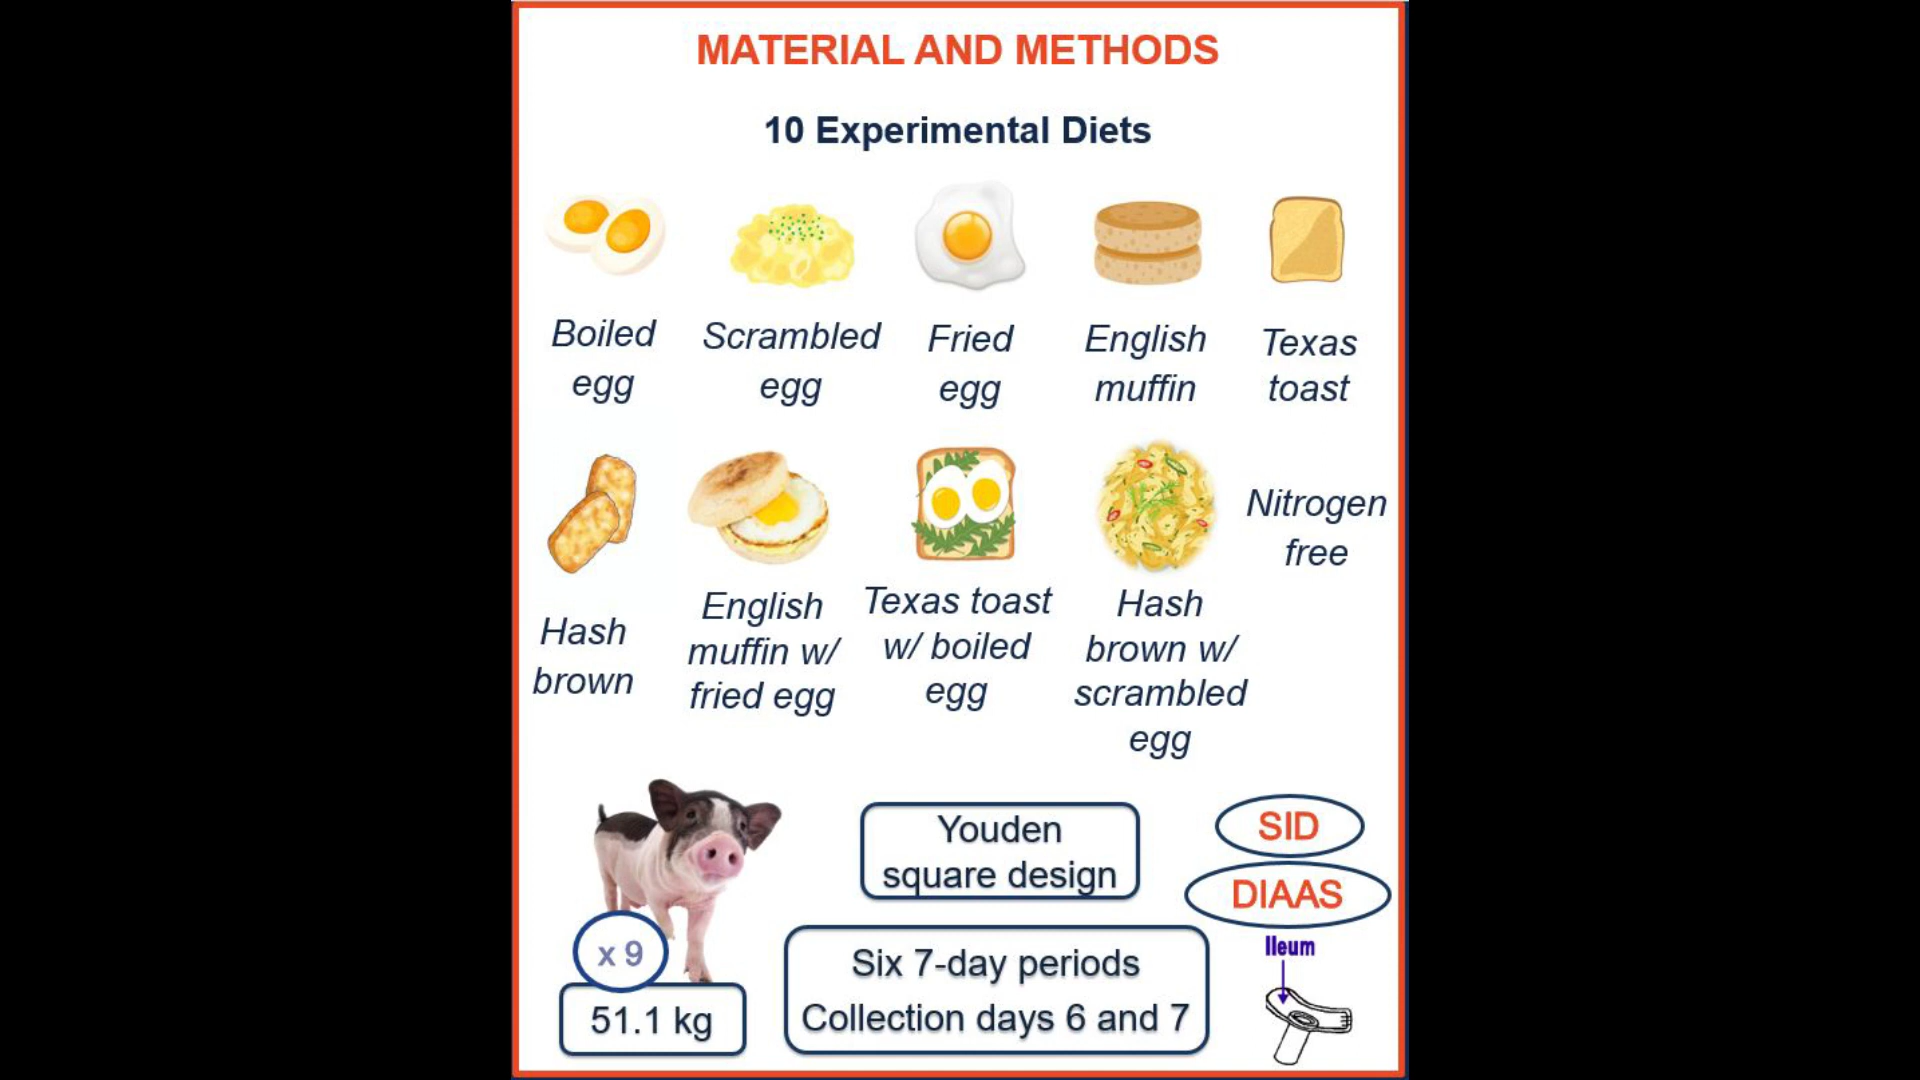 MATERIAL AND METHODS
10 Experimental Diets
Boiled
egg
Scrambled
egg
Fried
egg
English
muffin
Texas
toast
Hash
brown
English
muffin w/
fried egg
Texas toast
w/ boiled
egg
Hash
brown w/
scrambled
egg
Nitrogen
free
x 9
51.1 kg
Youden
square design
Six 7-day periods
Collection days 6 and 7
SID
DIAAS
Ileum